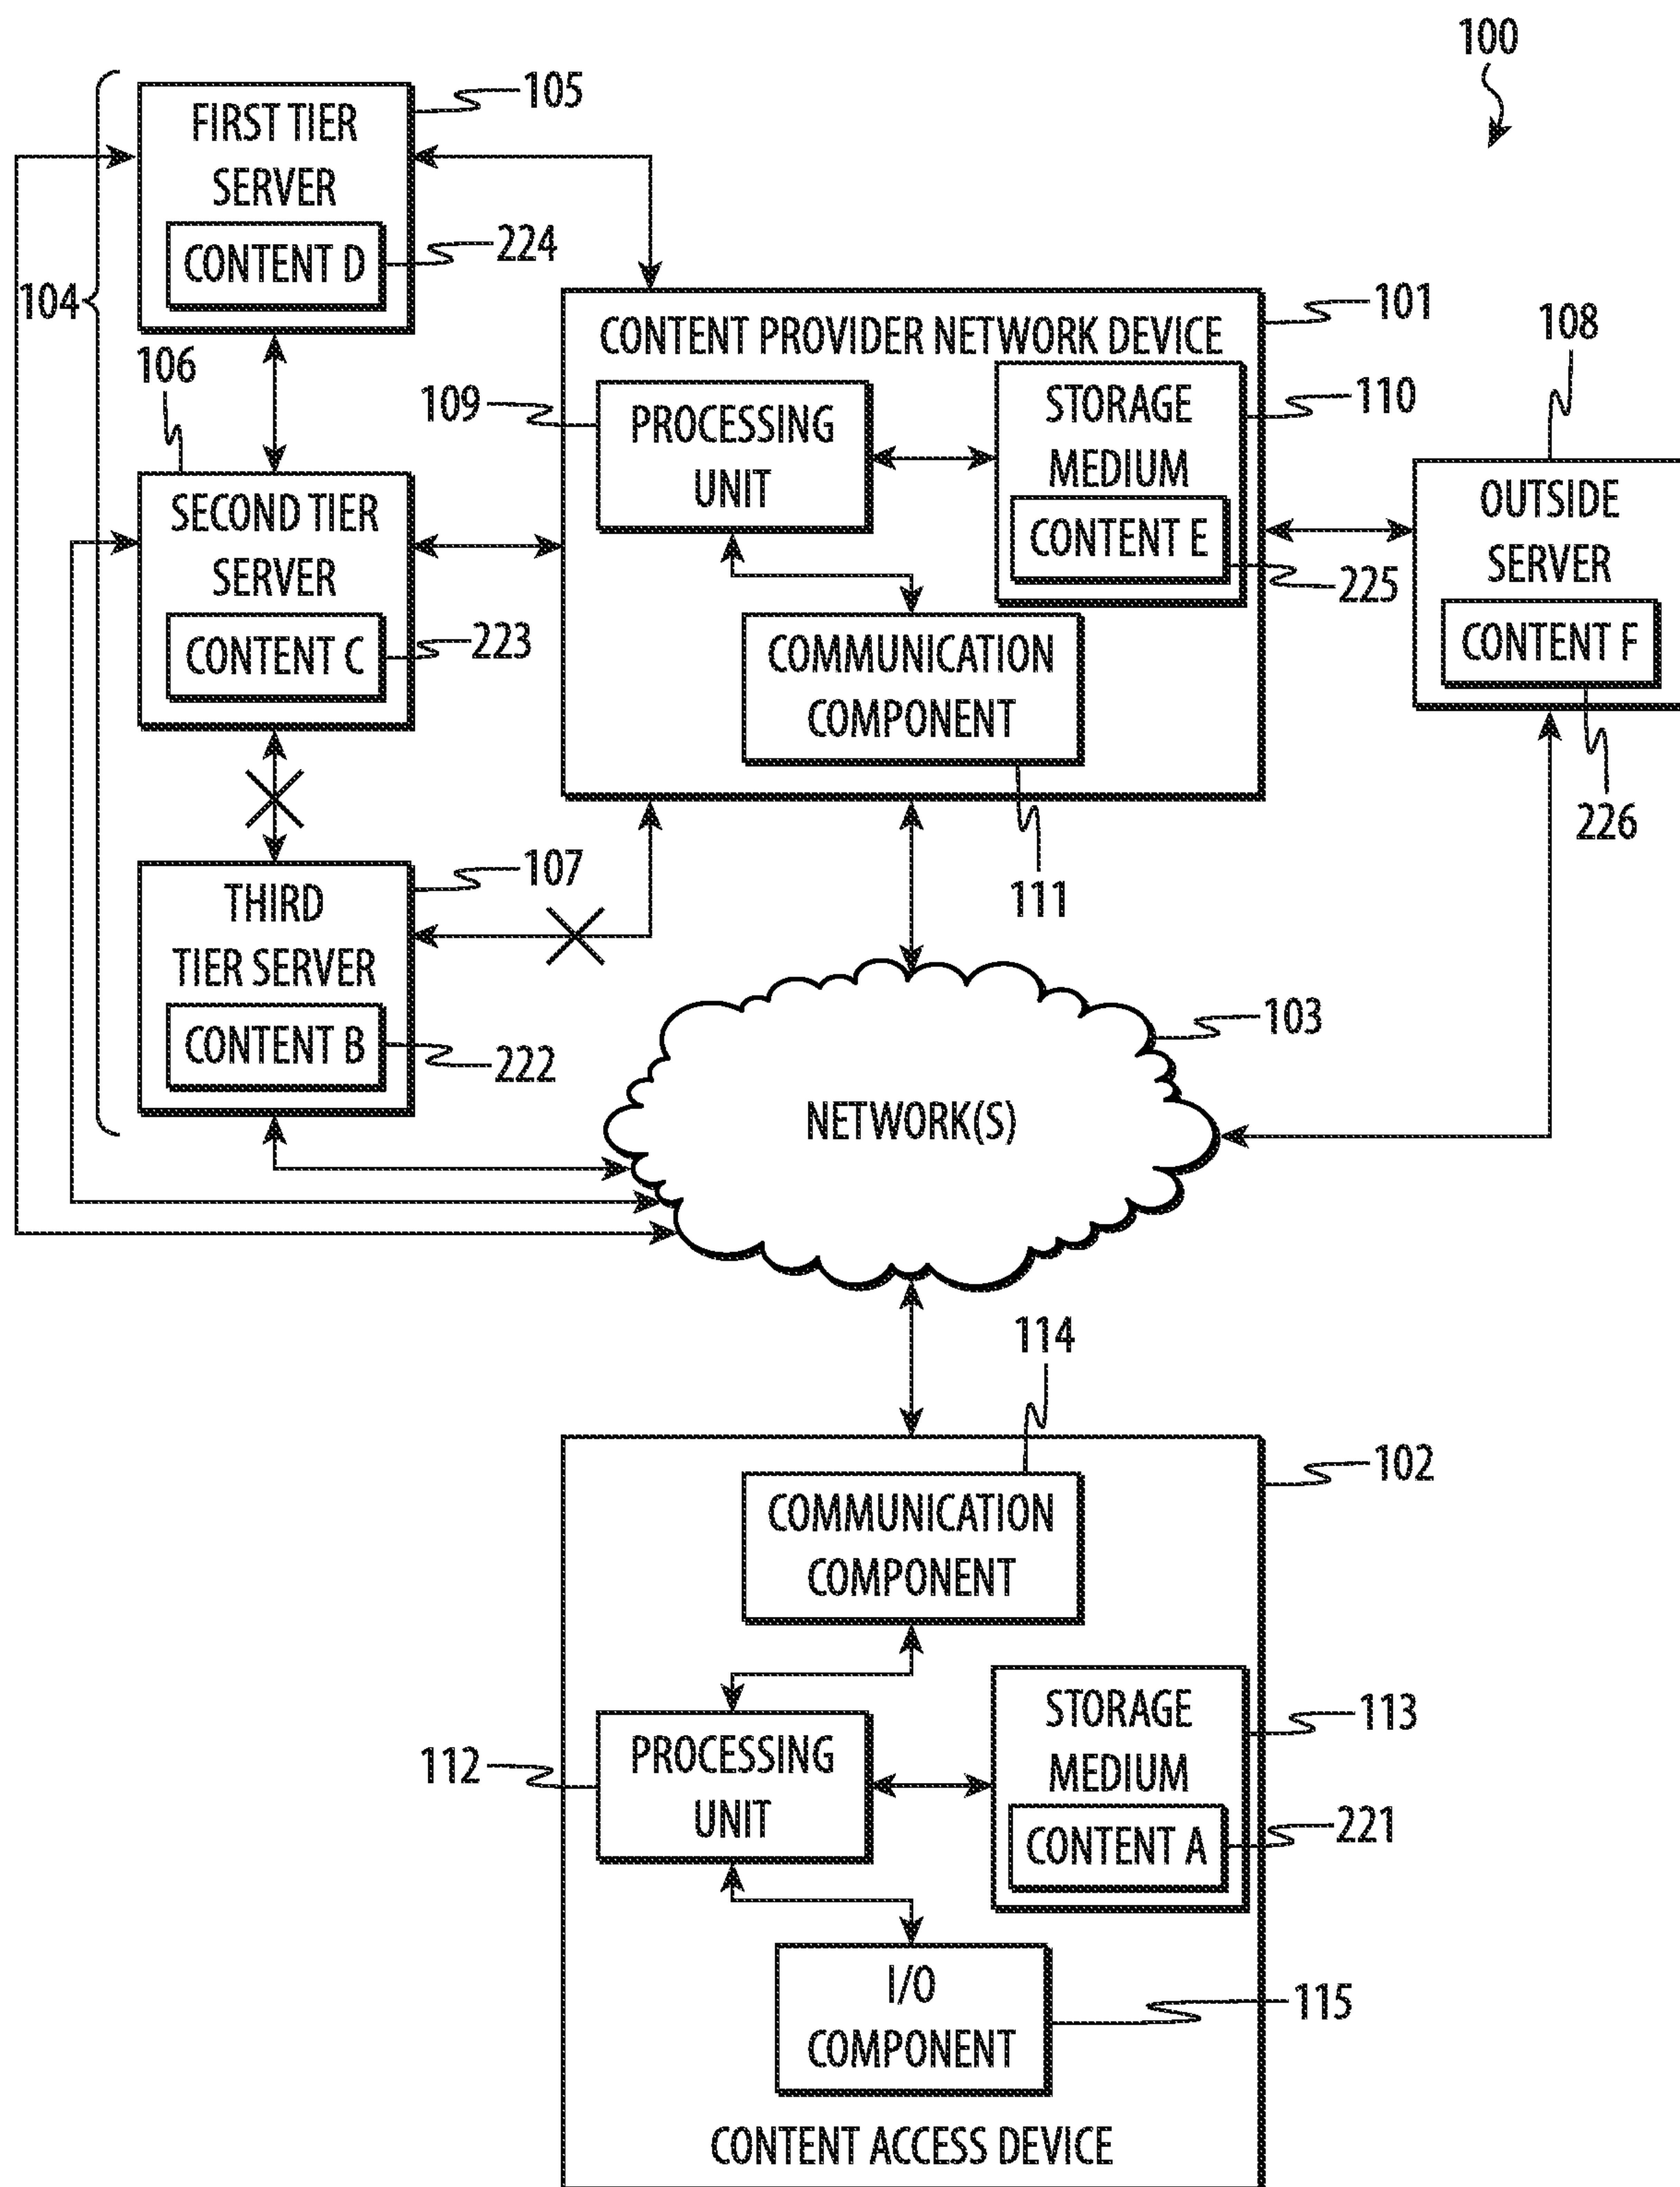 100
105
FIRST TIER
SERVER
CONTENT D
224
104
101
CONTENT PROVIDER NETWORK DEVICE
108
106
109
PROCESSING
UNIT
STORAGE
MEDIUM
110
CONTENT E
225
SECOND TIER
SERVER
CONTENT C
223
OUTSIDE
SERVER
CONTENT F
226
COMMUNICATION
COMPONENT
111
107
THIRD
TIER SERVER
CONTENT B
222
103
NETWORK(S)
114
102
COMMUNICATION
COMPONENT
STORAGE
MEDIUM
113
112
PROCESSING
UNIT
CONTENT A
221
I/O
COMPONENT
115
CONTENT ACCESS DEVICE